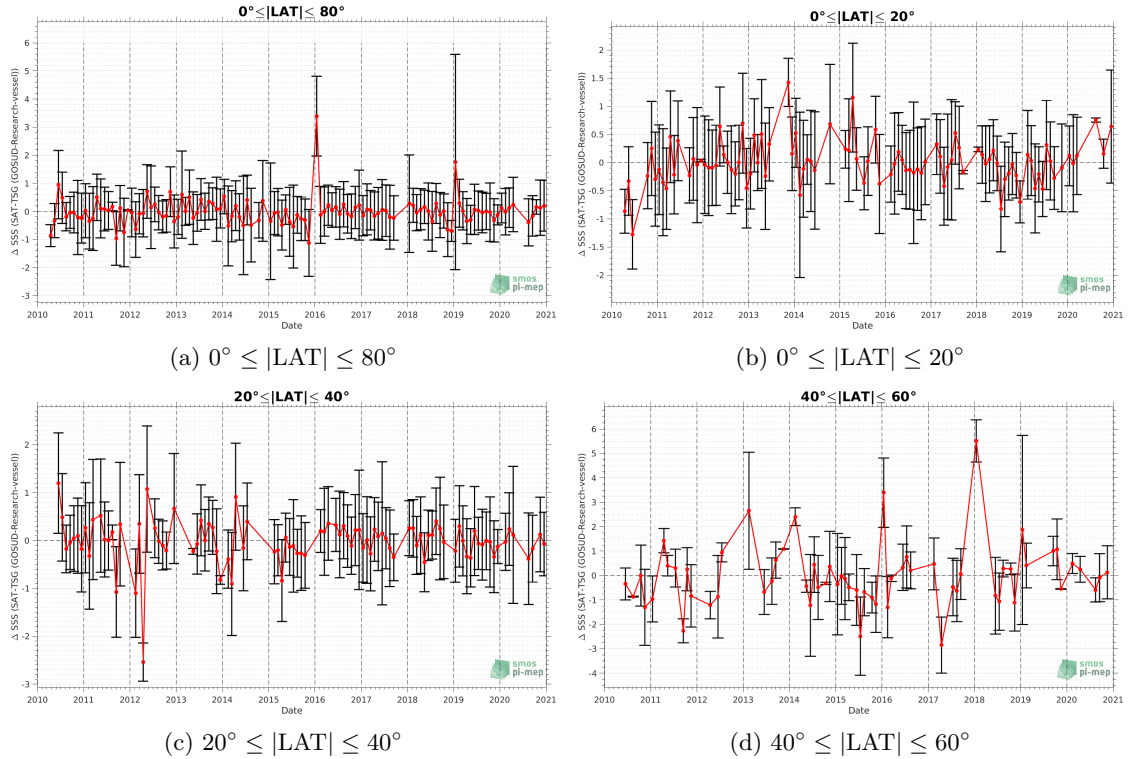 0°≤|LAT|≤ 80°
Δ SSS (SAT-TSG (GOSUD-Research-vessel))
6
5
4
3
2
1
0
-1
-2
-3
2010 2011 2012 2013 2014 2015 2016 2017 2018 2019 2020 2021
Date
smos
pi-mep
(a) 0° ≤ |LAT| ≤ 80°
0°≤|LAT|≤ 20°
Δ SSS (SAT-TSG (GOSUD-Research-vessel))
2
1.5
1
0.5
0
-0.5
-1
-1.5
-2
2010 2011 2012 2013 2014 2015 2016 2017 2018 2019 2020 2021
Date
smos
pi-mep
(b) 0° ≤ |LAT| ≤ 20°
20°≤|LAT|≤ 40°
Δ SSS (SAT-TSG (GOSUD-Research-vessel))
2
1
0
-1
-2
-3
2010 2011 2012 2013 2014 2015 2016 2017 2018 2019 2020 2021
Date
smos
pi-mep
(c) 20° ≤ |LAT| ≤ 40°
40°≤|LAT|≤ 60°
Δ SSS (SAT-TSG (GOSUD-Research-vessel))
6
5
4
3
2
1
0
-1
-2
-3
-4
2010 2011 2012 2013 2014 2015 2016 2017 2018 2019 2020 2021
Date
smos
pi-mep
(d) 40° ≤ |LAT| ≤ 60°